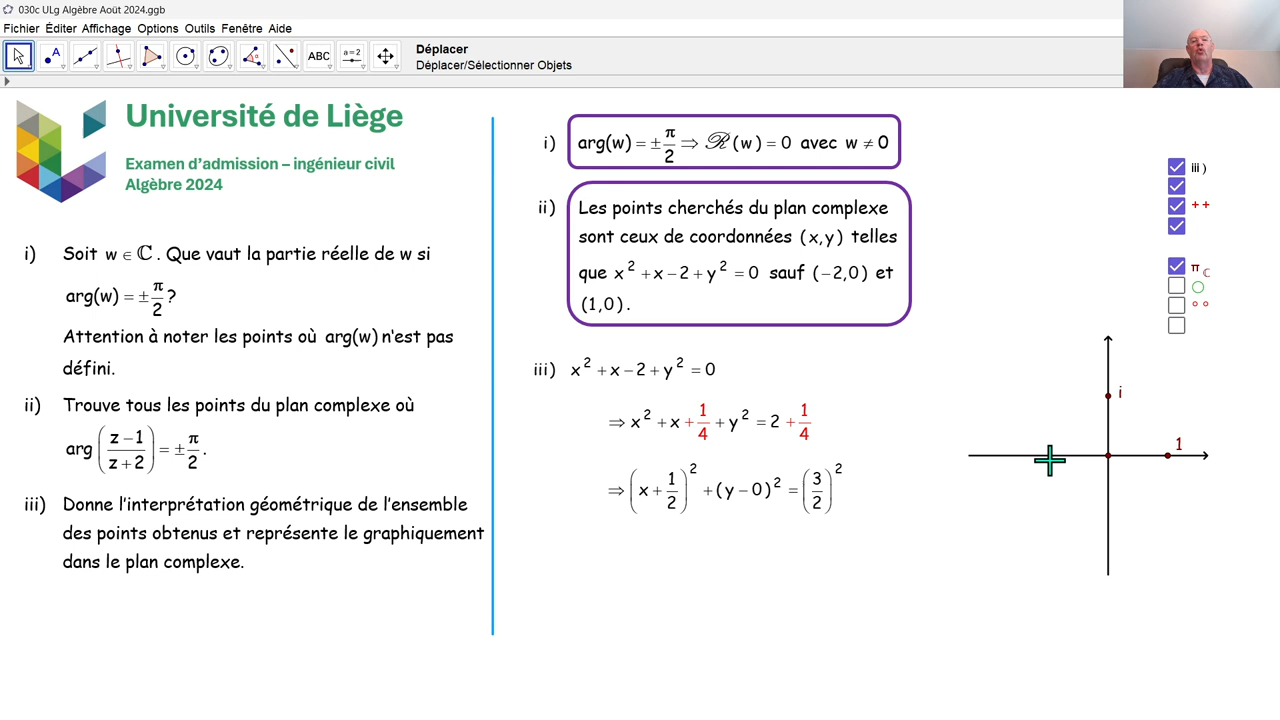 030c ULg Algèbre Août 2024.ggb
Fichier Éditer Affichage Options Outils Fenêtre Aide
A
ABC
a=2
Déplacer
Déplacer/Sélectionner Objets
Université de Liège
Examen d'admission – ingénieur civil
Algèbre 2024
i) Soit w ∈ ℂ. Que vaut la partie réelle de w si
arg(w) = ± π/2 ?
Attention à noter les points où arg(w) n'est pas
défini.
ii) Trouve tous les points du plan complexe où
arg((z−1)/(z+2)) = ± π/2.
iii) Donne l'interprétation géométrique de l'ensemble
des points obtenus et représente le graphiquement
dans le plan complexe.
i) arg(w) = ± π/2 ⇒ ℛ(w) = 0 avec w ≠ 0
ii) Les points cherchés du plan complexe
sont ceux de coordonnées (x,y) telles
que x² + x − 2 + y² = 0 sauf (−2,0) et
(1,0).
iii) x² + x − 2 + y² = 0
⇒ x² + x + 1/4 + y² = 2 + 1/4
⇒ (x + 1/2)² + (y − 0)² = (3/2)²
iii)
++
π ℂ
i
1